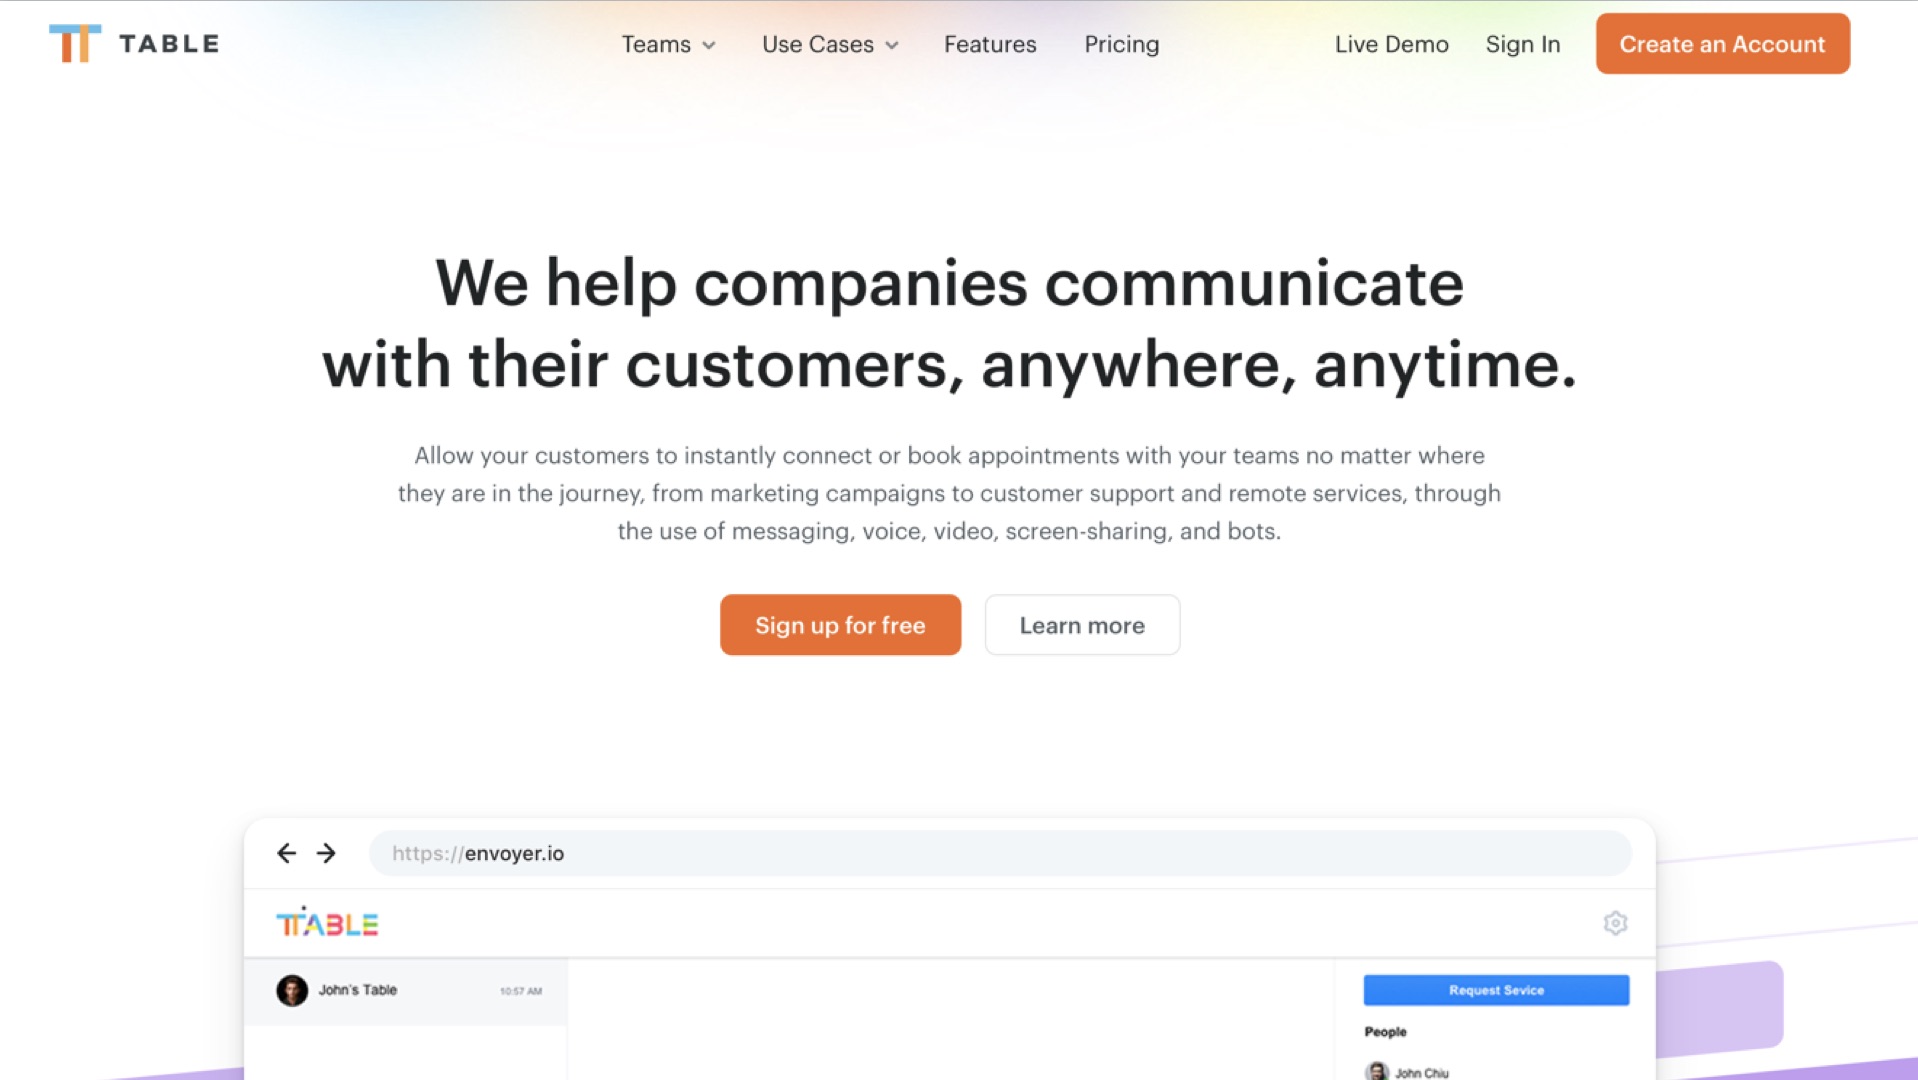 TABLE
Teams
Use Cases
Features
Pricing
Live Demo
Sign In
Create an Account
We help companies communicate
with their customers, anywhere, anytime.
Allow your customers to instantly connect or book appointments with your teams no matter where
they are in the journey, from marketing campaigns to customer support and remote services, through
the use of messaging, voice, video, screen-sharing, and bots.
Sign up for free
Learn more
https://envoyer.io
TABLE
John's Table
10:57 AM
Request Sevice
People
John Chiu